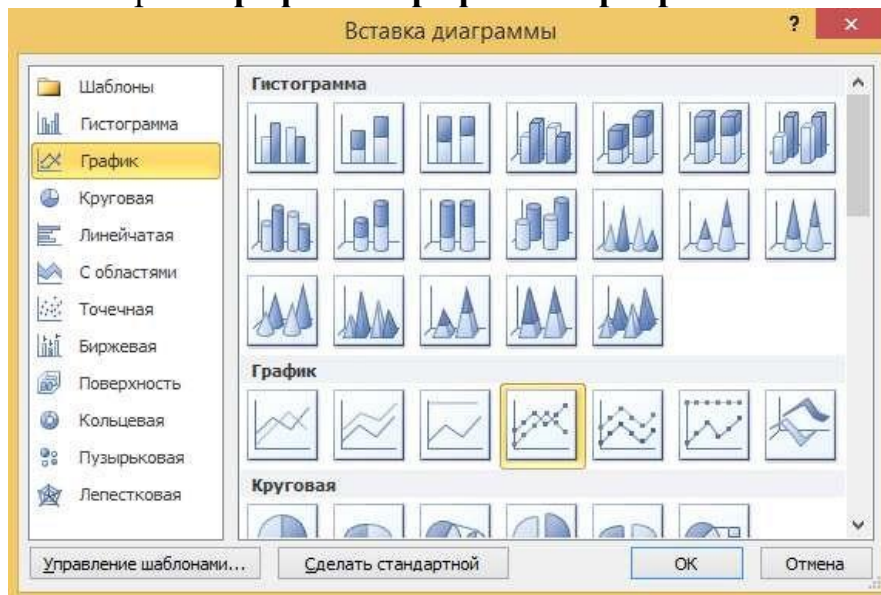 Вставка диаграммы
?
×
Шаблоны
Гистограмма
График
Круговая
Линейчатая
С областями
Точечная
Биржевая
Поверхность
Кольцевая
Пузырьковая
Лепестковая
Гистограмма
График
Круговая
Управление шаблонами...
Сделать стандартной
ОК
Отмена